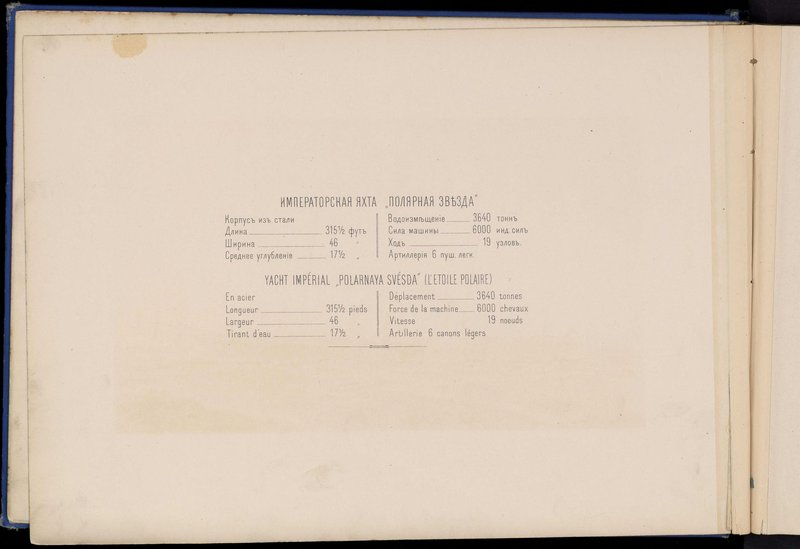 ИМПЕРАТОРСКАЯ ЯХТА „ПОЛЯРНАЯ ЗВѢЗДА“
Корпусъ изъ стали
Длина 315½ футъ
Ширина 46 „
Среднее углубленіе 17½ „
Водоизмѣщеніе 3640 тоннъ
Сила машины 6000 инд. силъ
Ходъ 19 узловъ.
Артиллерія 6 пуш. легк.
YACHT IMPÉRIAL „POLARNAYA SVÉSDA“ (L'ETOILE POLAIRE)
En acier
Longueur 315½ pieds
Largeur 46 „
Tirant d'eau 17½ „
Déplacement 3640 tonnes
Force de la machine 6000 chevaux
Vitesse 19 noeuds
Artillerie 6 canons légers